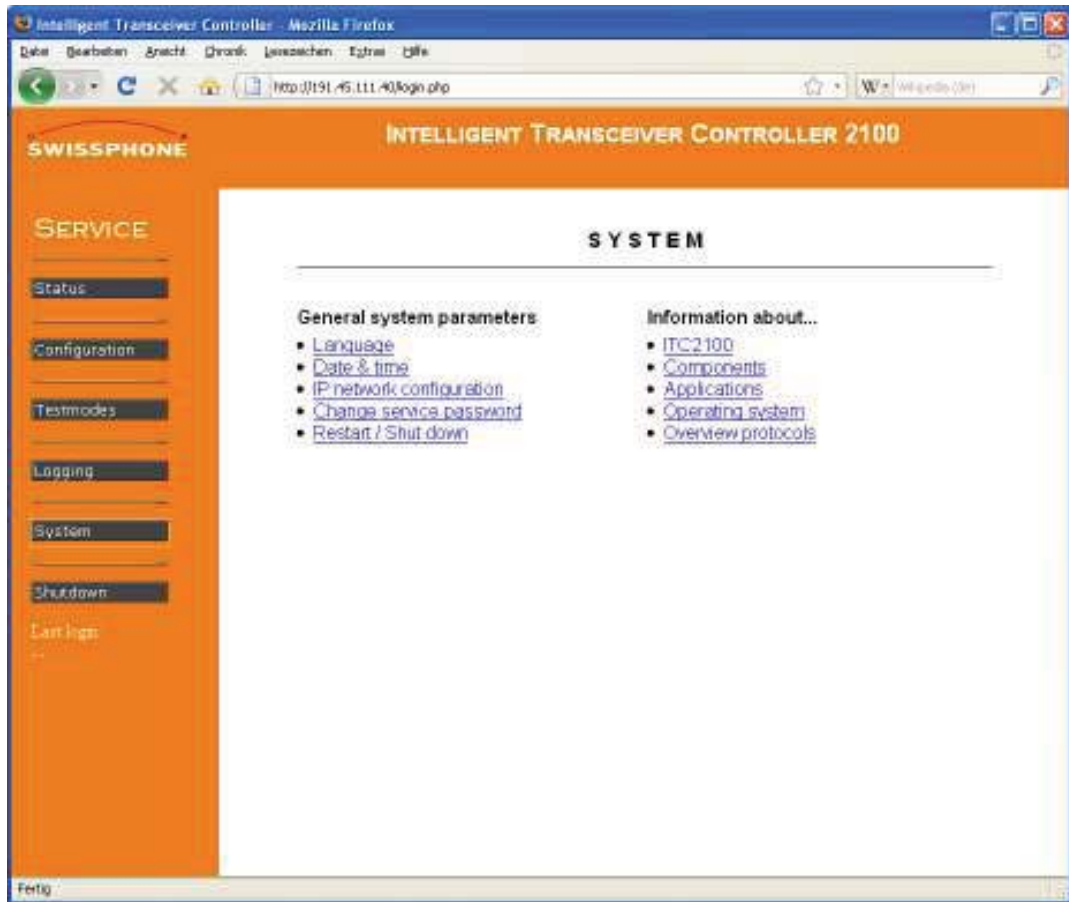 Intelligent Transceiver Controller - Mozilla Firefox
Datei Bearbeiten Ansicht Chronik Lesezeichen Extras Hilfe
http://191.45.111.40/login.php
W Wikipedia (de)
SWISSPHONE
INTELLIGENT TRANSCEIVER CONTROLLER 2100
SERVICE
Status
Configuration
Testmodes
Logging
System
Shutdown
Last login
--
SYSTEM
General system parameters
• Language
• Date & time
• IP network configuration
• Change service password
• Restart / Shut down
Information about...
• ITC2100
• Components
• Applications
• Operating system
• Overview protocols
Fertig